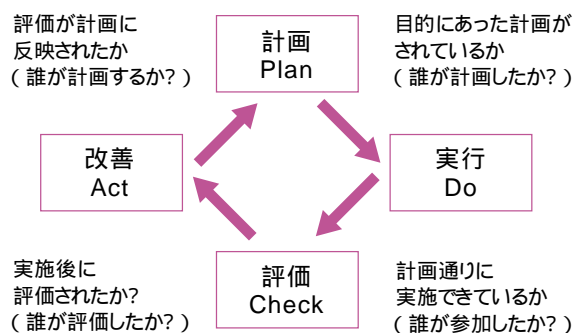 評価が計画に
反映されたか
(誰が計画するか?)
計画
Plan
目的にあった計画が
されているか
(誰が計画したか?)
改善
Act
実行
Do
実施後に
評価されたか?
(誰が評価したか?)
評価
Check
計画通りに
実施できているか
(誰が参加したか?)